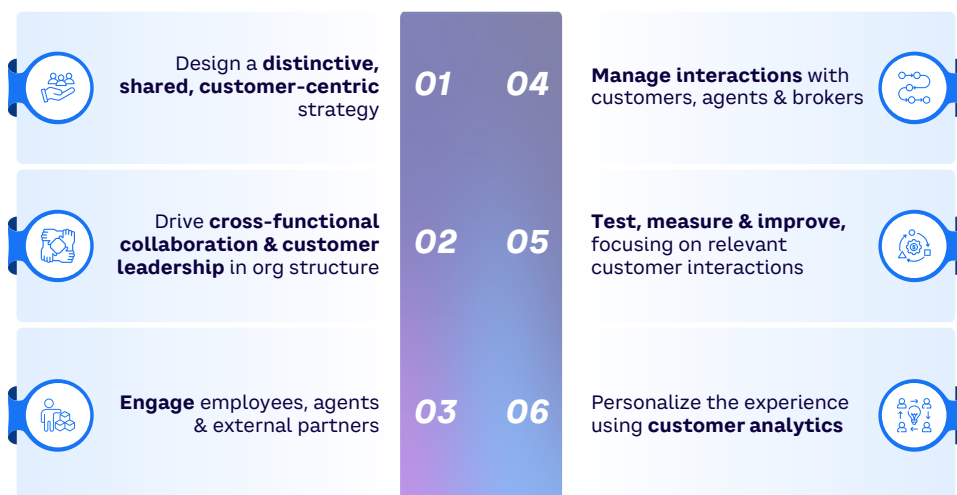 Design a distinctive,
shared, customer-centric
strategy
01
Drive cross-functional
collaboration & customer
leadership in org structure
02
Engage employees, agents
& external partners
03
04
Manage interactions with
customers, agents & brokers
05
Test, measure & improve,
focusing on relevant
customer interactions
06
Personalize the experience
using customer analytics